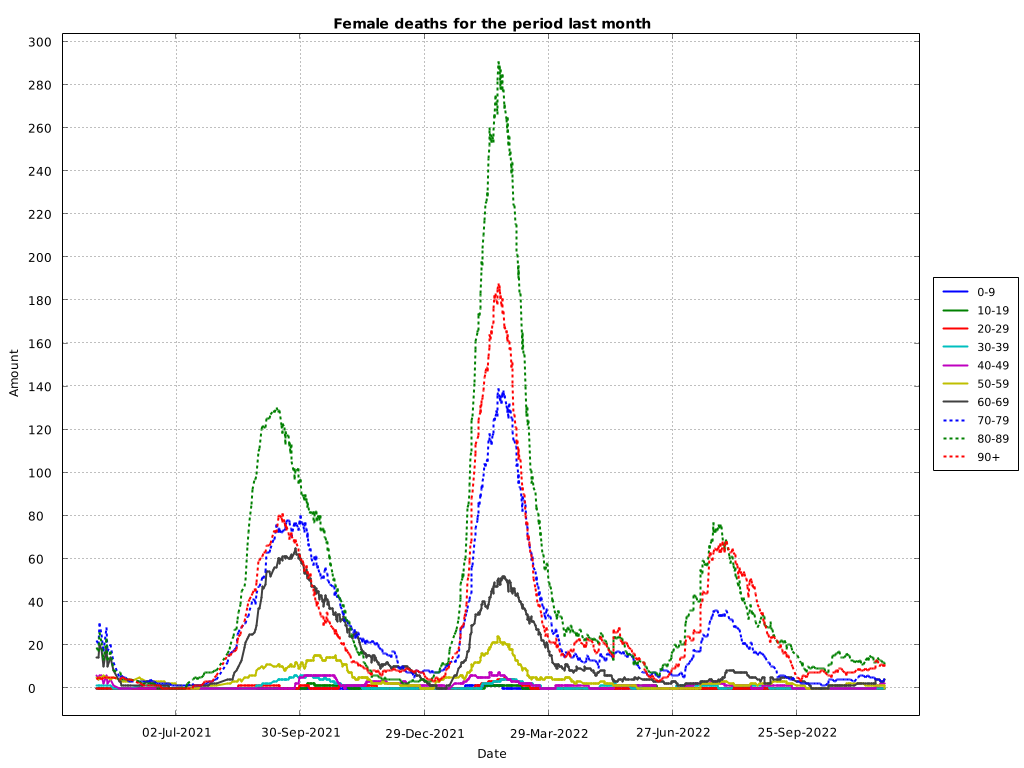 Female deaths for the period last month
300
280
260
240
220
200
180
160
140
120
100
80
60
40
20
0
Amount
02-Jul-2021
30-Sep-2021
29-Dec-2021
29-Mar-2022
27-Jun-2022
25-Sep-2022
Date
0-9
10-19
20-29
30-39
40-49
50-59
60-69
70-79
80-89
90+